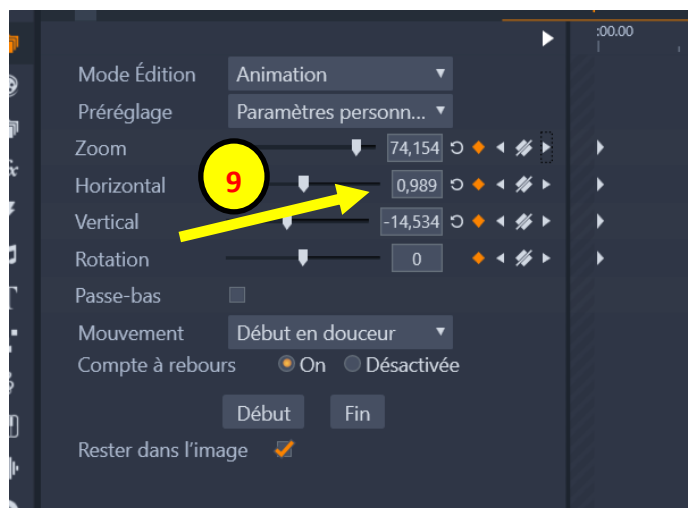 :00.00
Mode Édition Animation
Préréglage Paramètres personn...
Zoom 74,154
9
Horizontal 0,989
Vertical -14,534
Rotation 0
Passe-bas
Mouvement Début en douceur
Compte à rebours On Désactivée
Début Fin
Rester dans l'image